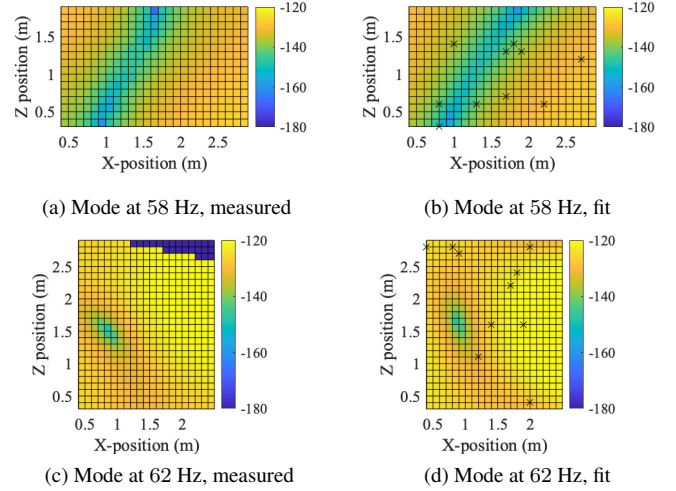 -120
-140
-160
-180
1.5
1
0.5
Z position (m)
0.5 1 1.5 2 2.5
X-position (m)
-120
-140
-160
-180
1.5
1
0.5
Z position (m)
0.5 1 1.5 2 2.5
X-position (m)
(a) Mode at 58 Hz, measured
(b) Mode at 58 Hz, fit
-120
-140
-160
-180
2.5
2
1.5
1
0.5
Z position (m)
0.5 1 1.5 2
X-position (m)
-120
-140
-160
-180
2.5
2
1.5
1
0.5
Z position (m)
0.5 1 1.5 2
X-position (m)
(c) Mode at 62 Hz, measured
(d) Mode at 62 Hz, fit